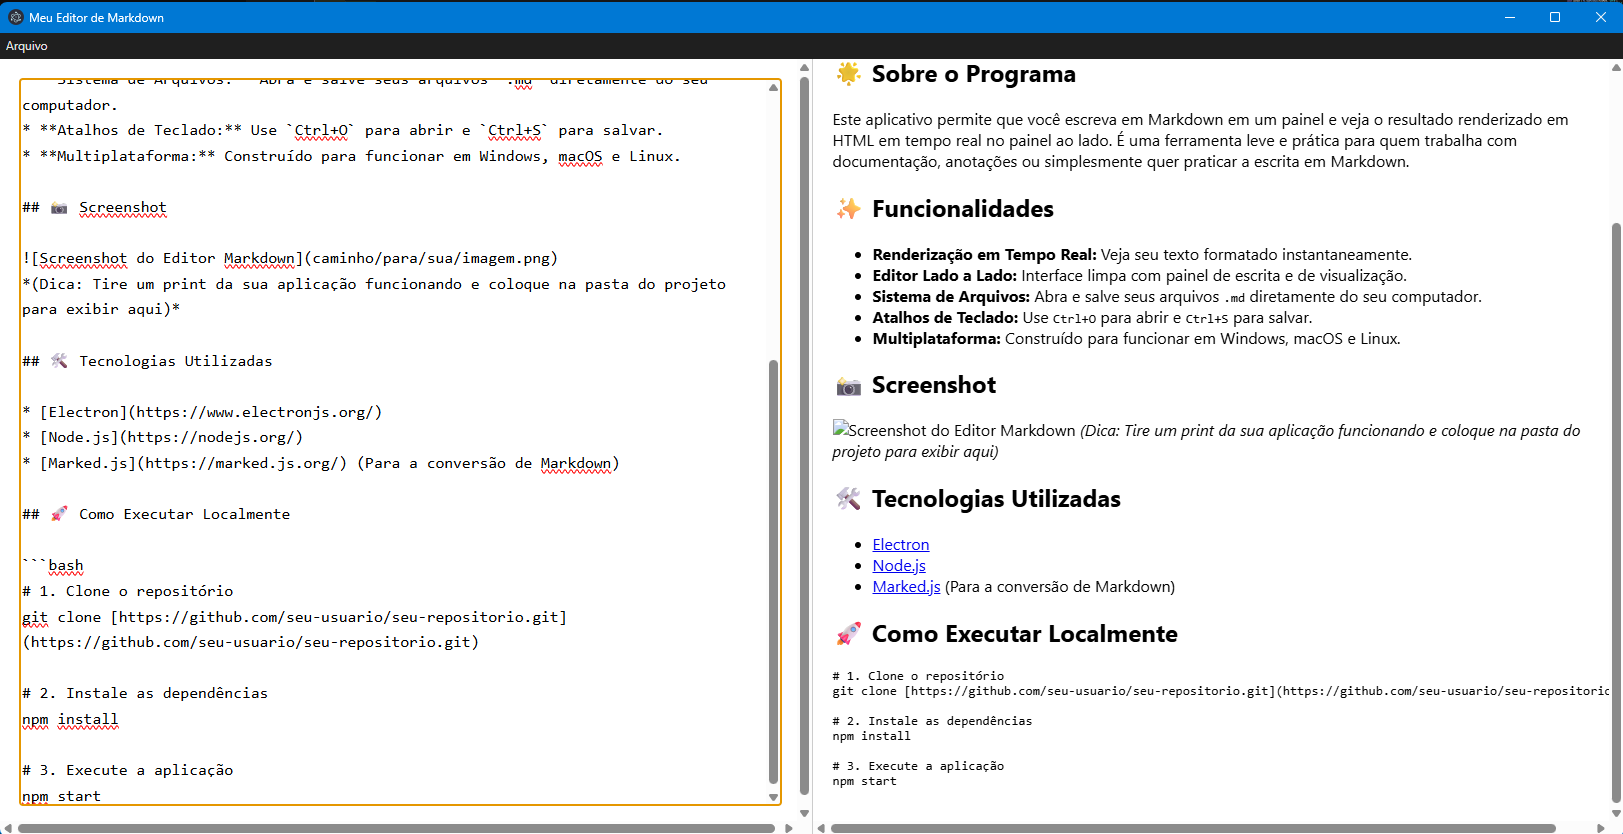 Meu Editor de Markdown
Arquivo
* **Sistema de Arquivos:** Abra e salve seus arquivos `.md` diretamente do seu
computador.
* **Atalhos de Teclado:** Use `Ctrl+O` para abrir e `Ctrl+S` para salvar.
* **Multiplataforma:** Construído para funcionar em Windows, macOS e Linux.
## 📸 Screenshot
![Screenshot do Editor Markdown](caminho/para/sua/imagem.png)
*(Dica: Tire um print da sua aplicação funcionando e coloque na pasta do projeto
para exibir aqui)*
## 🛠️ Tecnologias Utilizadas
* [Electron](https://www.electronjs.org/)
* [Node.js](https://nodejs.org/)
* [Marked.js](https://marked.js.org/) (Para a conversão de Markdown)
## 🚀 Como Executar Localmente
```bash
# 1. Clone o repositório
git clone [https://github.com/seu-usuario/seu-repositorio.git]
(https://github.com/seu-usuario/seu-repositorio.git)
# 2. Instale as dependências
npm install
# 3. Execute a aplicação
npm start
🌟 Sobre o Programa
Este aplicativo permite que você escreva em Markdown em um painel e veja o resultado renderizado em
HTML em tempo real no painel ao lado. É uma ferramenta leve e prática para quem trabalha com
documentação, anotações ou simplesmente quer praticar a escrita em Markdown.
✨ Funcionalidades
• Renderização em Tempo Real: Veja seu texto formatado instantaneamente.
• Editor Lado a Lado: Interface limpa com painel de escrita e de visualização.
• Sistema de Arquivos: Abra e salve seus arquivos .md diretamente do seu computador.
• Atalhos de Teclado: Use Ctrl+O para abrir e Ctrl+S para salvar.
• Multiplataforma: Construído para funcionar em Windows, macOS e Linux.
📸 Screenshot
Screenshot do Editor Markdown (Dica: Tire um print da sua aplicação funcionando e coloque na pasta do
projeto para exibir aqui)
🛠️ Tecnologias Utilizadas
• Electron
• Node.js
• Marked.js (Para a conversão de Markdown)
🚀 Como Executar Localmente
# 1. Clone o repositório
git clone [https://github.com/seu-usuario/seu-repositorio.git](https://github.com/seu-usuario/seu-repositorio
# 2. Instale as dependências
npm install
# 3. Execute a aplicação
npm start